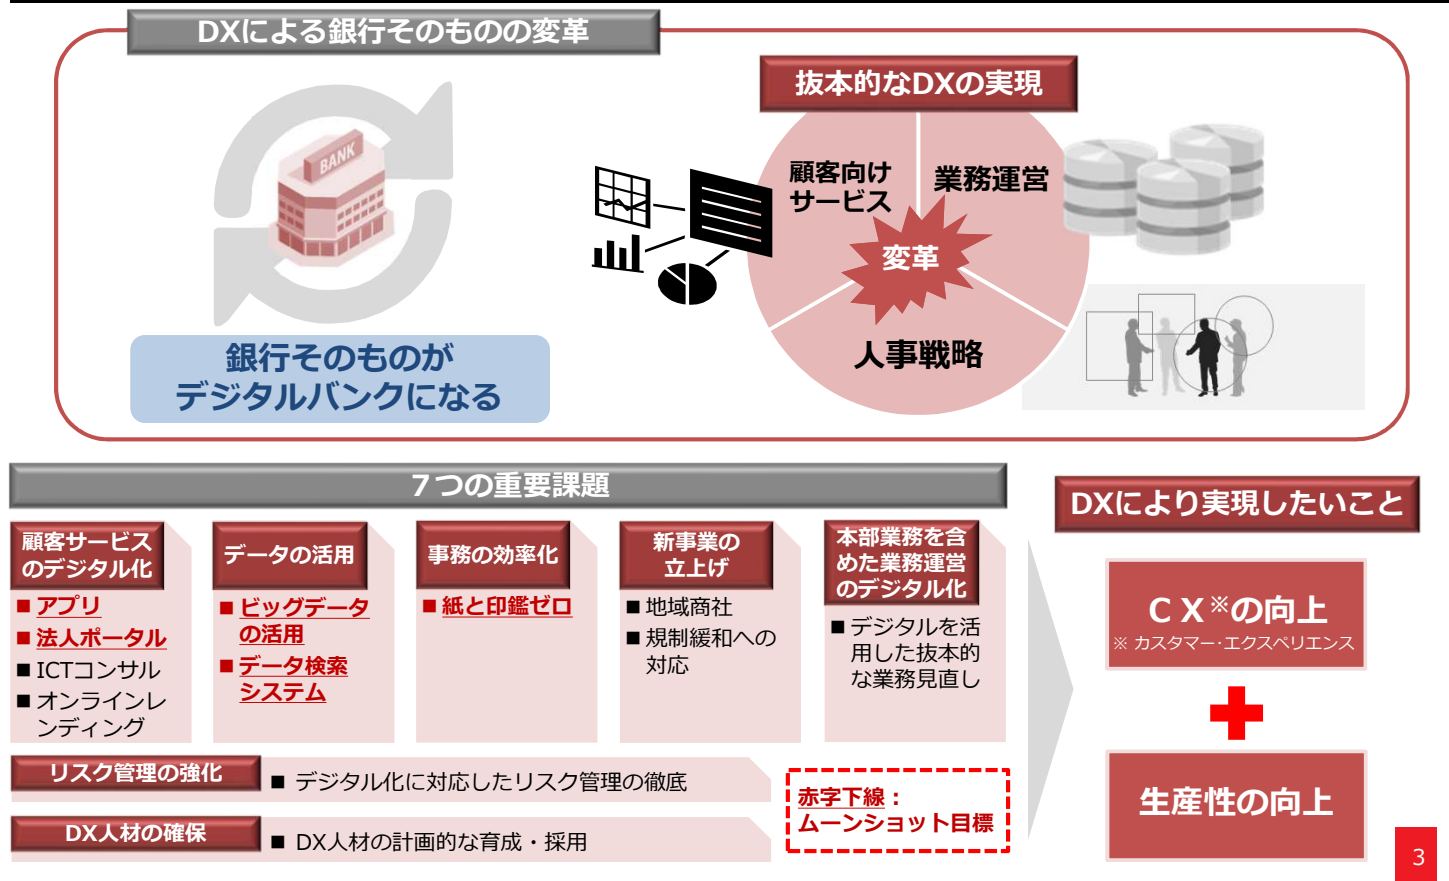 DXによる銀行そのものの変革
BANK
銀行そのものが
デジタルバンクになる
抜本的なDXの実現
顧客向け
サービス
業務運営
変革
人事戦略
７つの重要課題
顧客サービス
のデジタル化
■ アプリ
■ 法人ポータル
■ ICTコンサル
■ オンラインレ
ンディング
データの活用
■ ビッグデータ
の活用
■ データ検索
システム
事務の効率化
■ 紙と印鑑ゼロ
新事業の
立上げ
■ 地域商社
■ 規制緩和への
対応
本部業務を含
めた業務運営
のデジタル化
■ デジタルを活
用した抜本的
な業務見直し
リスク管理の強化
■ デジタル化に対応したリスク管理の徹底
DX人材の確保
■ DX人材の計画的な育成・採用
赤字下線：
ムーンショット目標
DXにより実現したいこと
ＣＸ※の向上
※ カスタマー・エクスペリエンス
生産性の向上
3